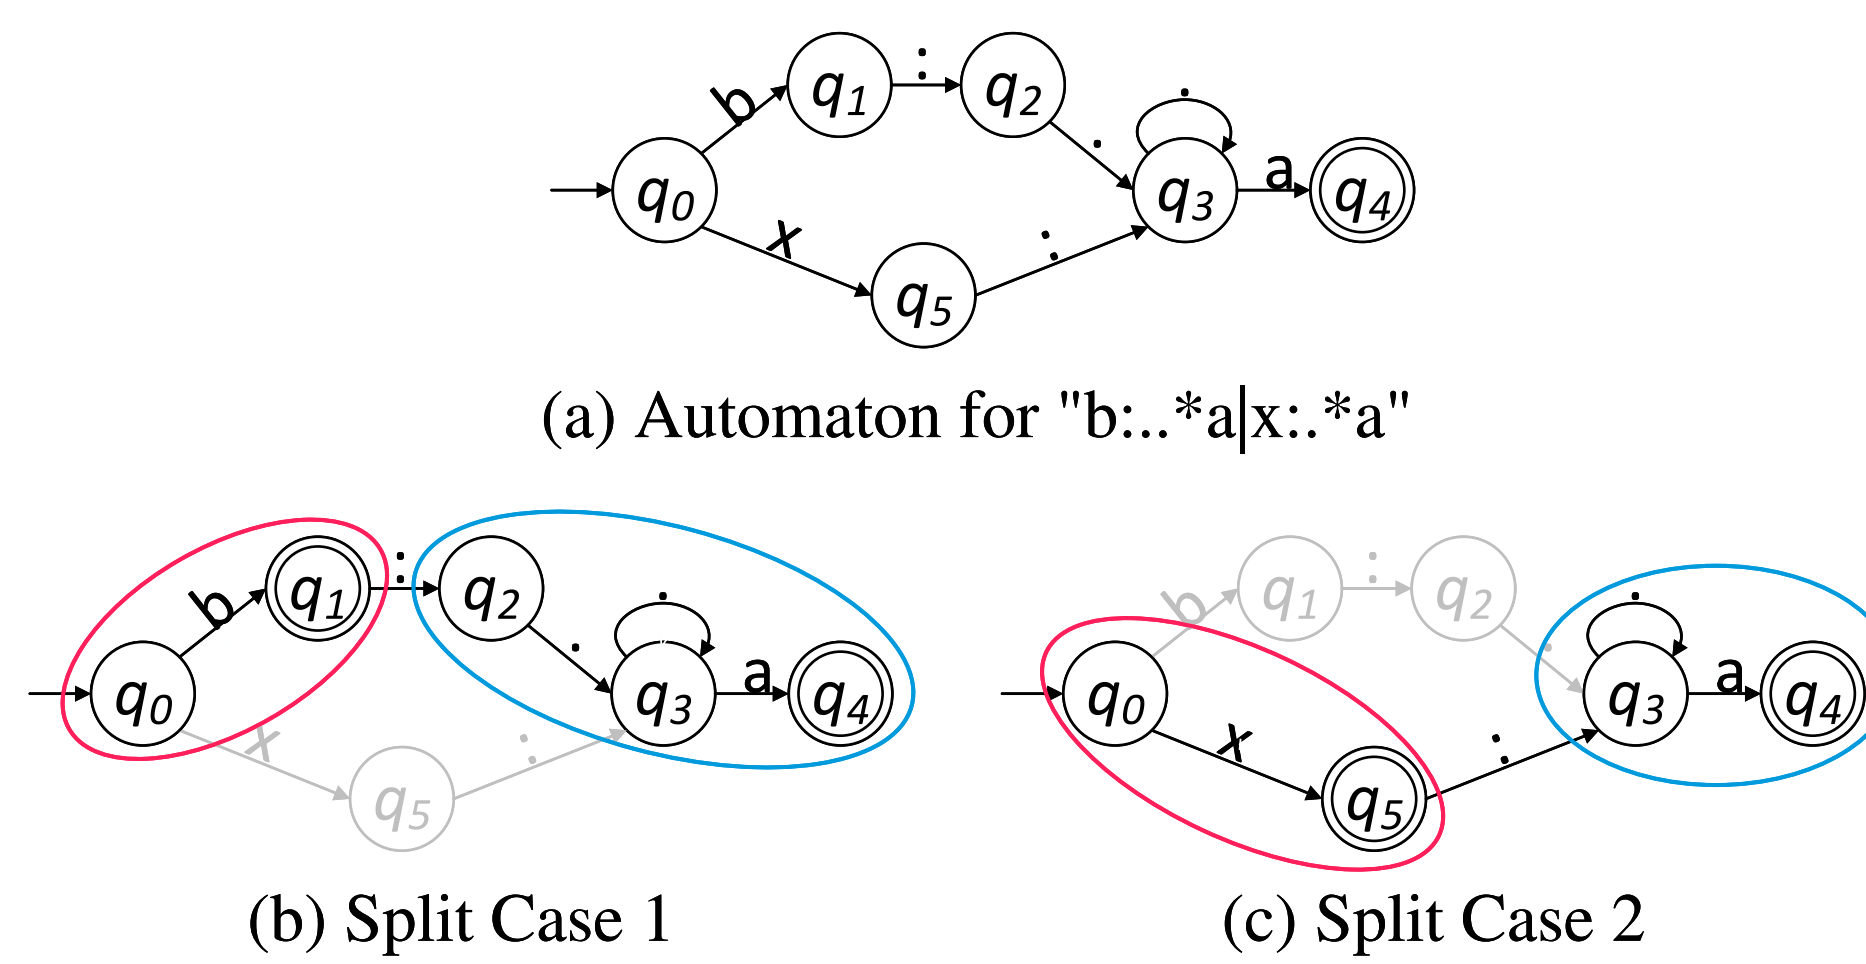 b : .
q1 q2
. a
q0 q3 q4
x :
q5
(a) Automaton for "b:..*a|x:.*a"
b : . .
q1 q2
a
q0 q3 q4
x :
q5
(b) Split Case 1
b : . .
q1 q2
a
q0 q3 q4
x :
q5
(c) Split Case 2